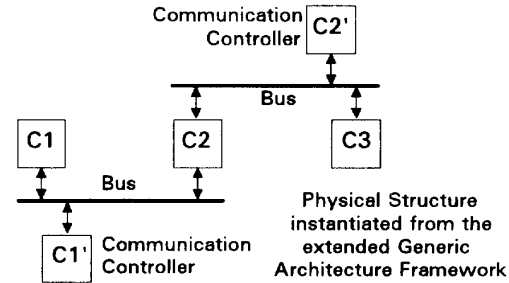 Communication
Controller
C2'
Bus
C1
C2
C3
Bus
Physical Structure
instantiated from the
extended Generic
Architecture Framework
C1'
Communication
Controller